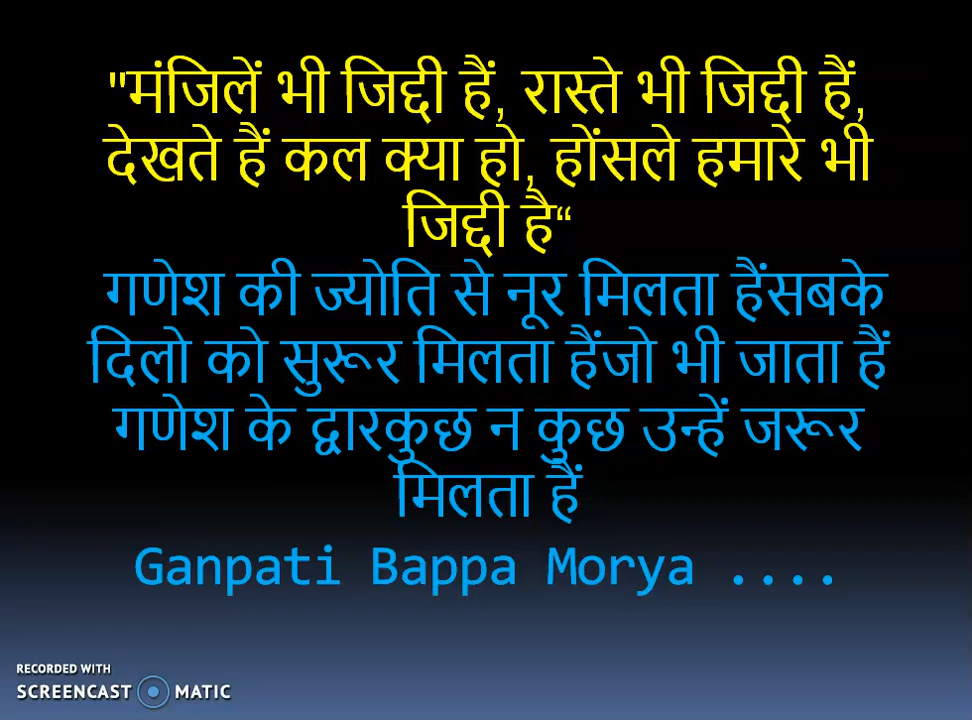 "मंजिलें भी जिद्दी हैं, रास्ते भी जिद्दी हैं,
देखते हैं कल क्या हो, होंसले हमारे भी
जिद्दी है“
गणेश की ज्योति से नूर मिलता हैंसबके
दिलो को सुरूर मिलता हैंजो भी जाता हैं
गणेश के द्वारकुछ न कुछ उन्हें जरूर
मिलता हैं
Ganpati Bappa Morya ....
RECORDED WITH
SCREENCAST MATIC